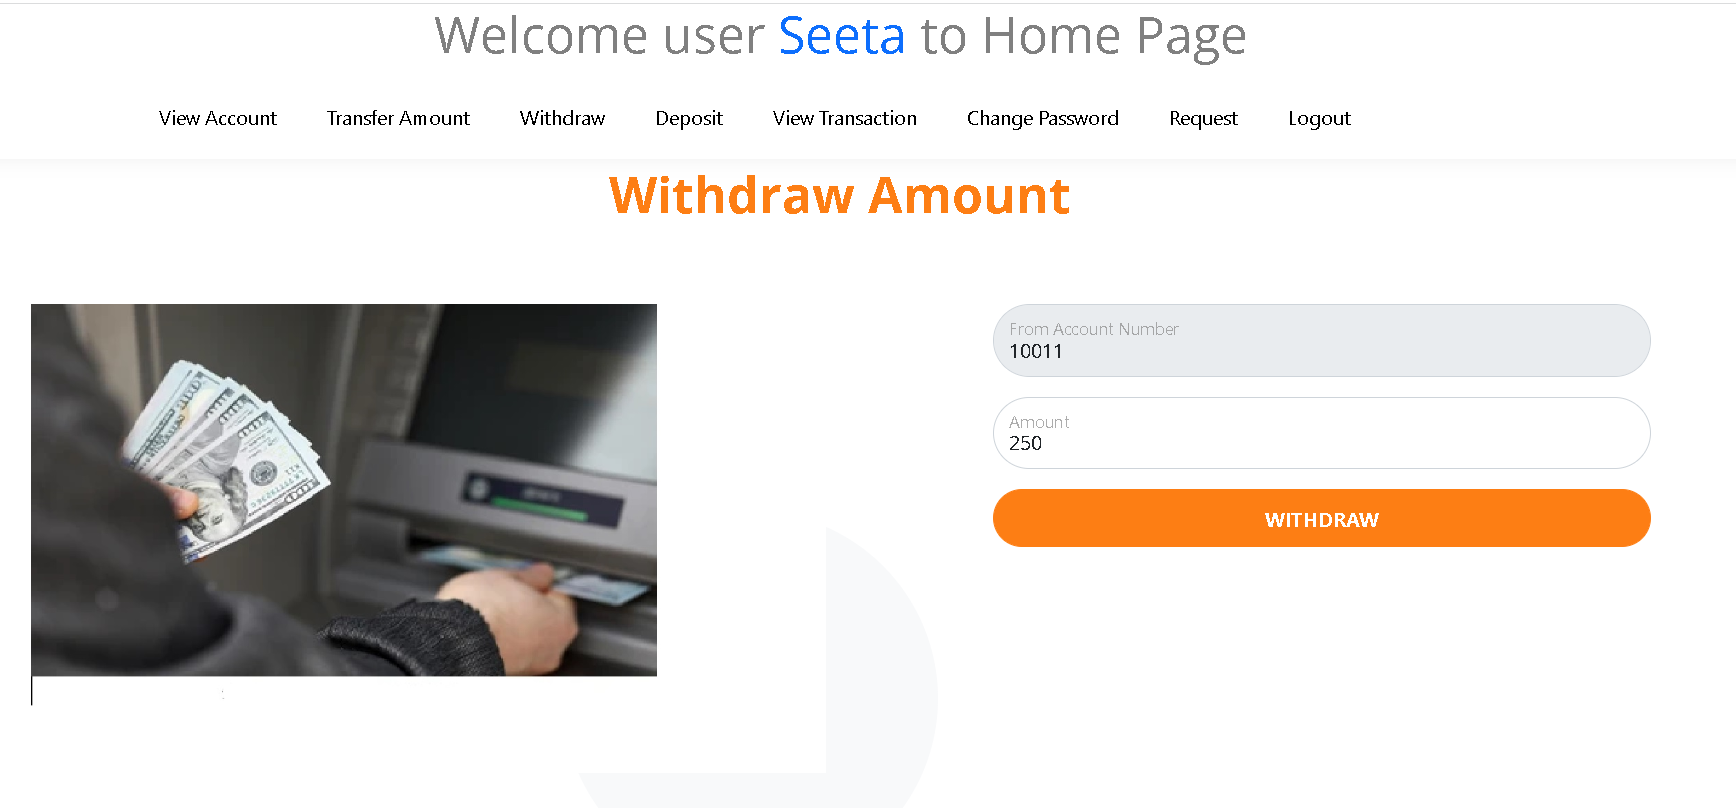 Welcome user Seeta to Home Page
View Account Transfer Amount Withdraw Deposit View Transaction Change Password Request Logout
Withdraw Amount
From Account Number
10011
Amount
250
WITHDRAW